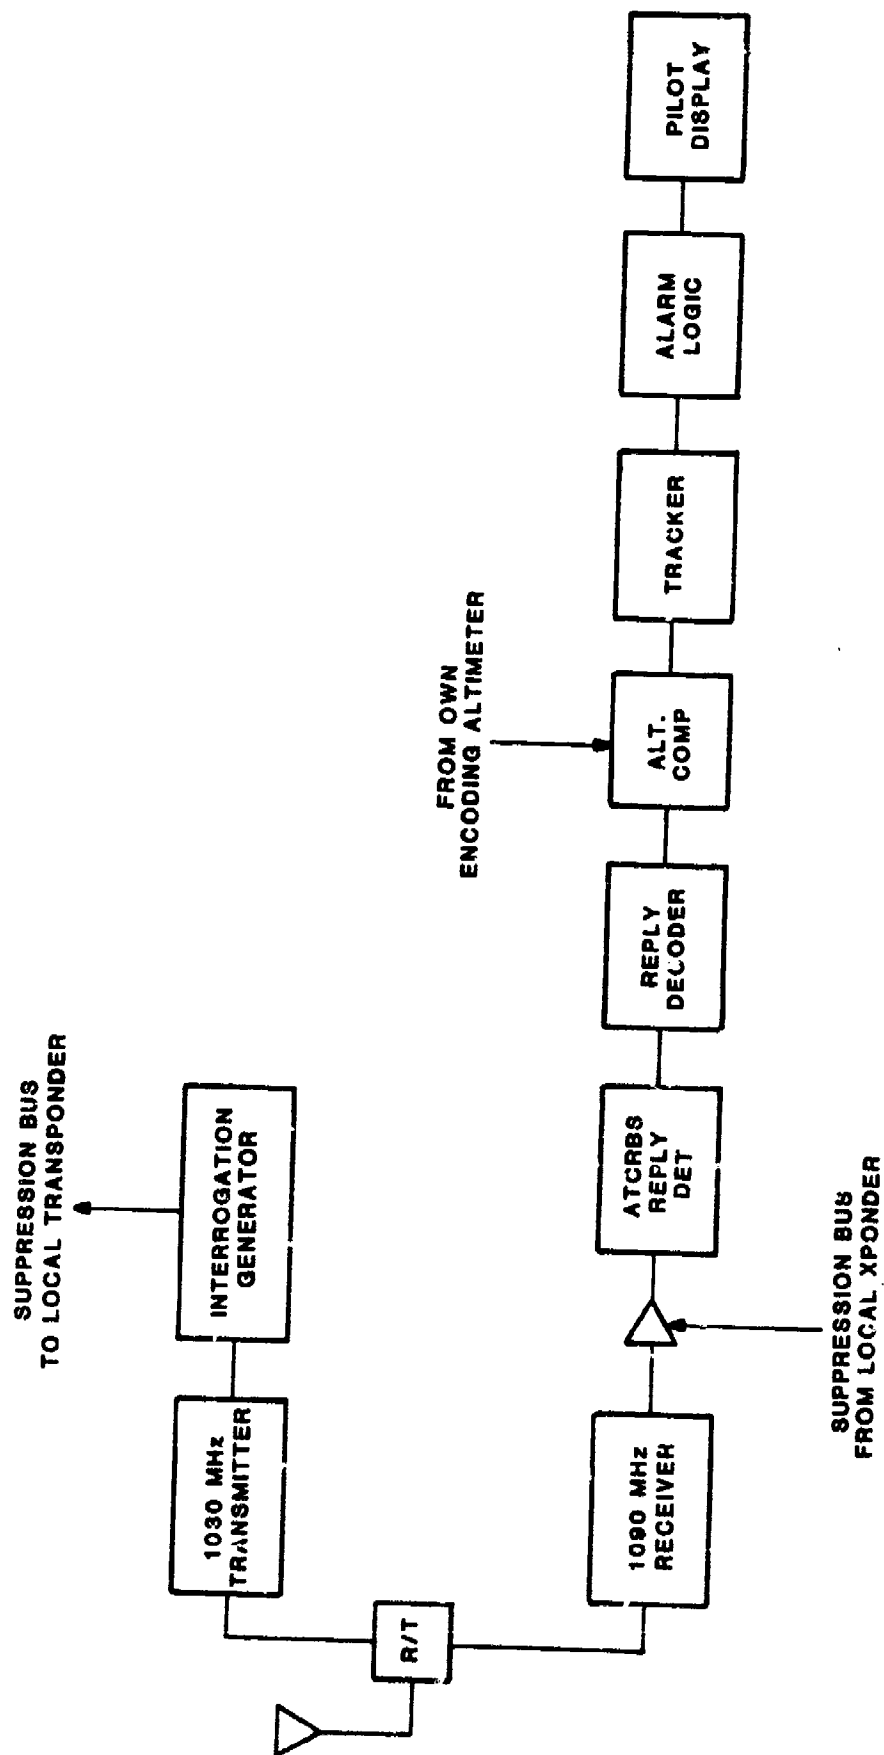 SUPPRESSION BUS
TO LOCAL TRANSPONDER
1030 MHz
TRANSMITTER
INTERROGATION
GENERATOR
R/T
FROM OWN
ENCODING ALTIMETER
1090 MHz
RECEIVER
ATCRBS
REPLY
DET
REPLY
DECODER
ALT.
COMP
TRACKER
ALARM
LOGIC
PILOT
DISPLAY
SUPPRESSION BUS
FROM LOCAL XPONDER